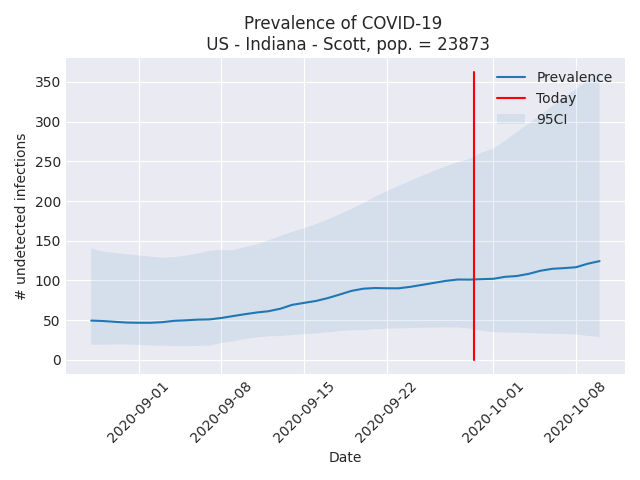 Prevalence of COVID-19
US - Indiana - Scott, pop. = 23873
Prevalence
Today
95CI
# undetected infections
350
300
250
200
150
100
50
0
2020-09-01
2020-09-08
2020-09-15
2020-09-22
2020-10-01
2020-10-08
Date